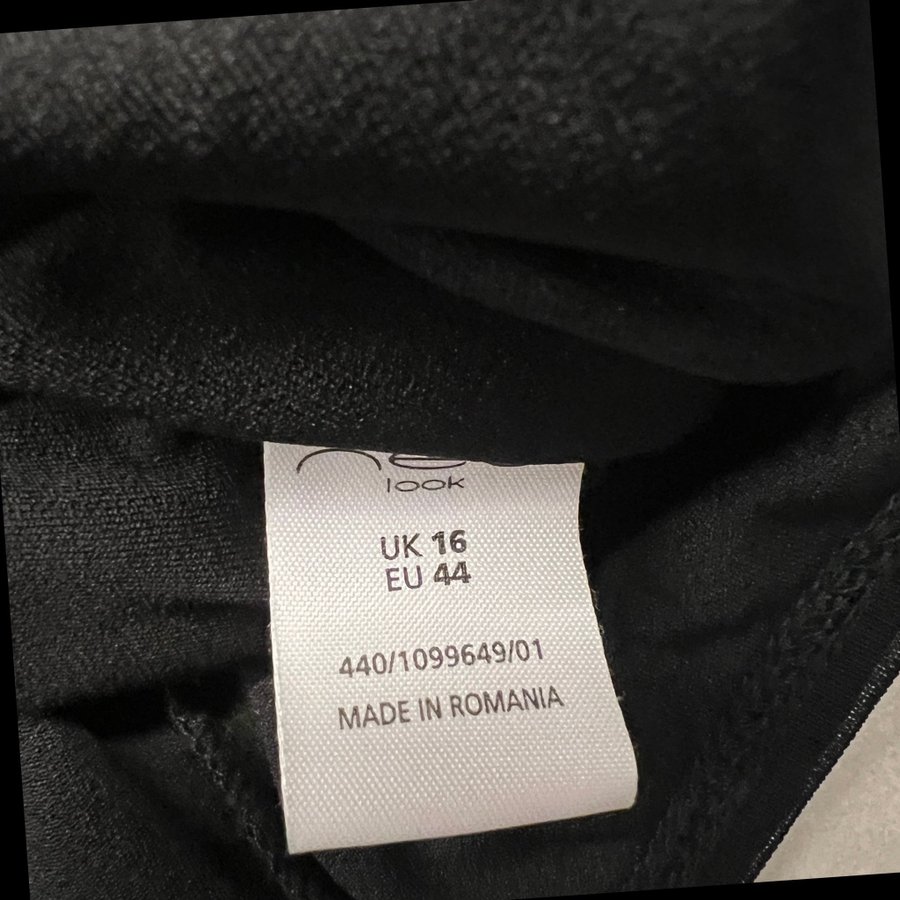 look
UK 16
EU 44
440/1099649/01
MADE IN ROMANIA